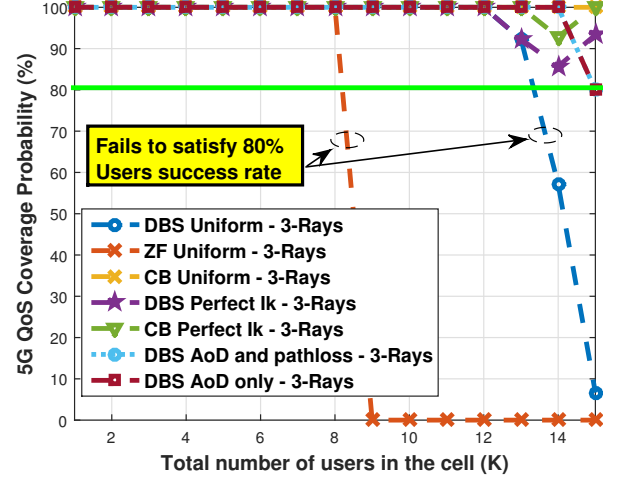 100
90
80
70
60
50
40
30
20
10
0
5G QoS Coverage Probability (%)
Fails to satisfy 80%
Users success rate
DBS Uniform - 3-Rays
ZF Uniform - 3-Rays
CB Uniform - 3-Rays
DBS Perfect Ik - 3-Rays
CB Perfect Ik - 3-Rays
DBS AoD and pathloss - 3-Rays
DBS AoD only - 3-Rays
2 4 6 8 10 12 14
Total number of users in the cell (K)